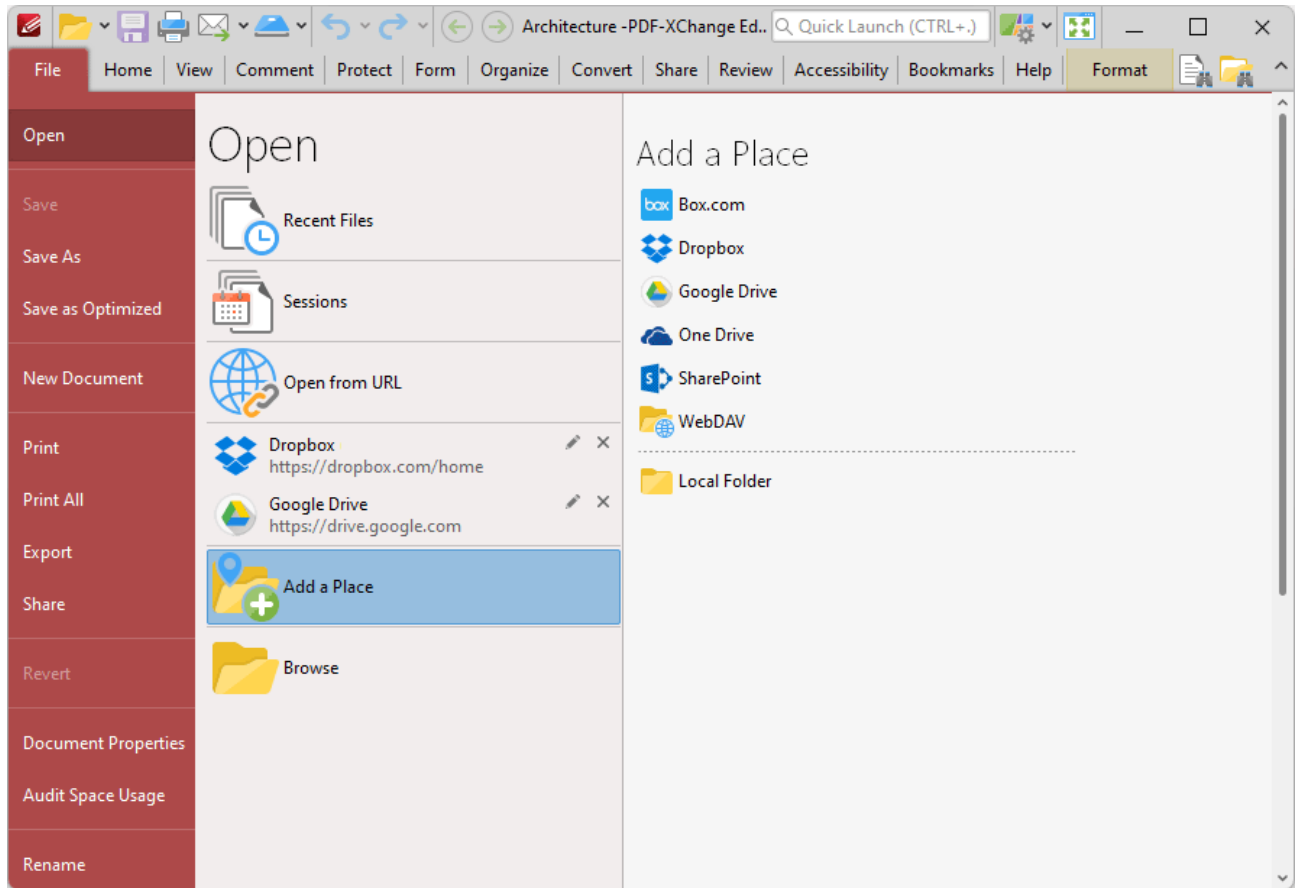 Architecture -PDF-XChange Ed..
Quick Launch (CTRL+.)
File Home View Comment Protect Form Organize Convert Share Review Accessibility Bookmarks Help Format
Open
Save
Save As
Save as Optimized
New Document
Print
Print All
Export
Share
Revert
Document Properties
Audit Space Usage
Rename
Open
Recent Files
Sessions
Open from URL
Dropbox
https://dropbox.com/home
Google Drive
https://drive.google.com
Add a Place
Browse
Add a Place
box Box.com
Dropbox
Google Drive
One Drive
S SharePoint
WebDAV
Local Folder